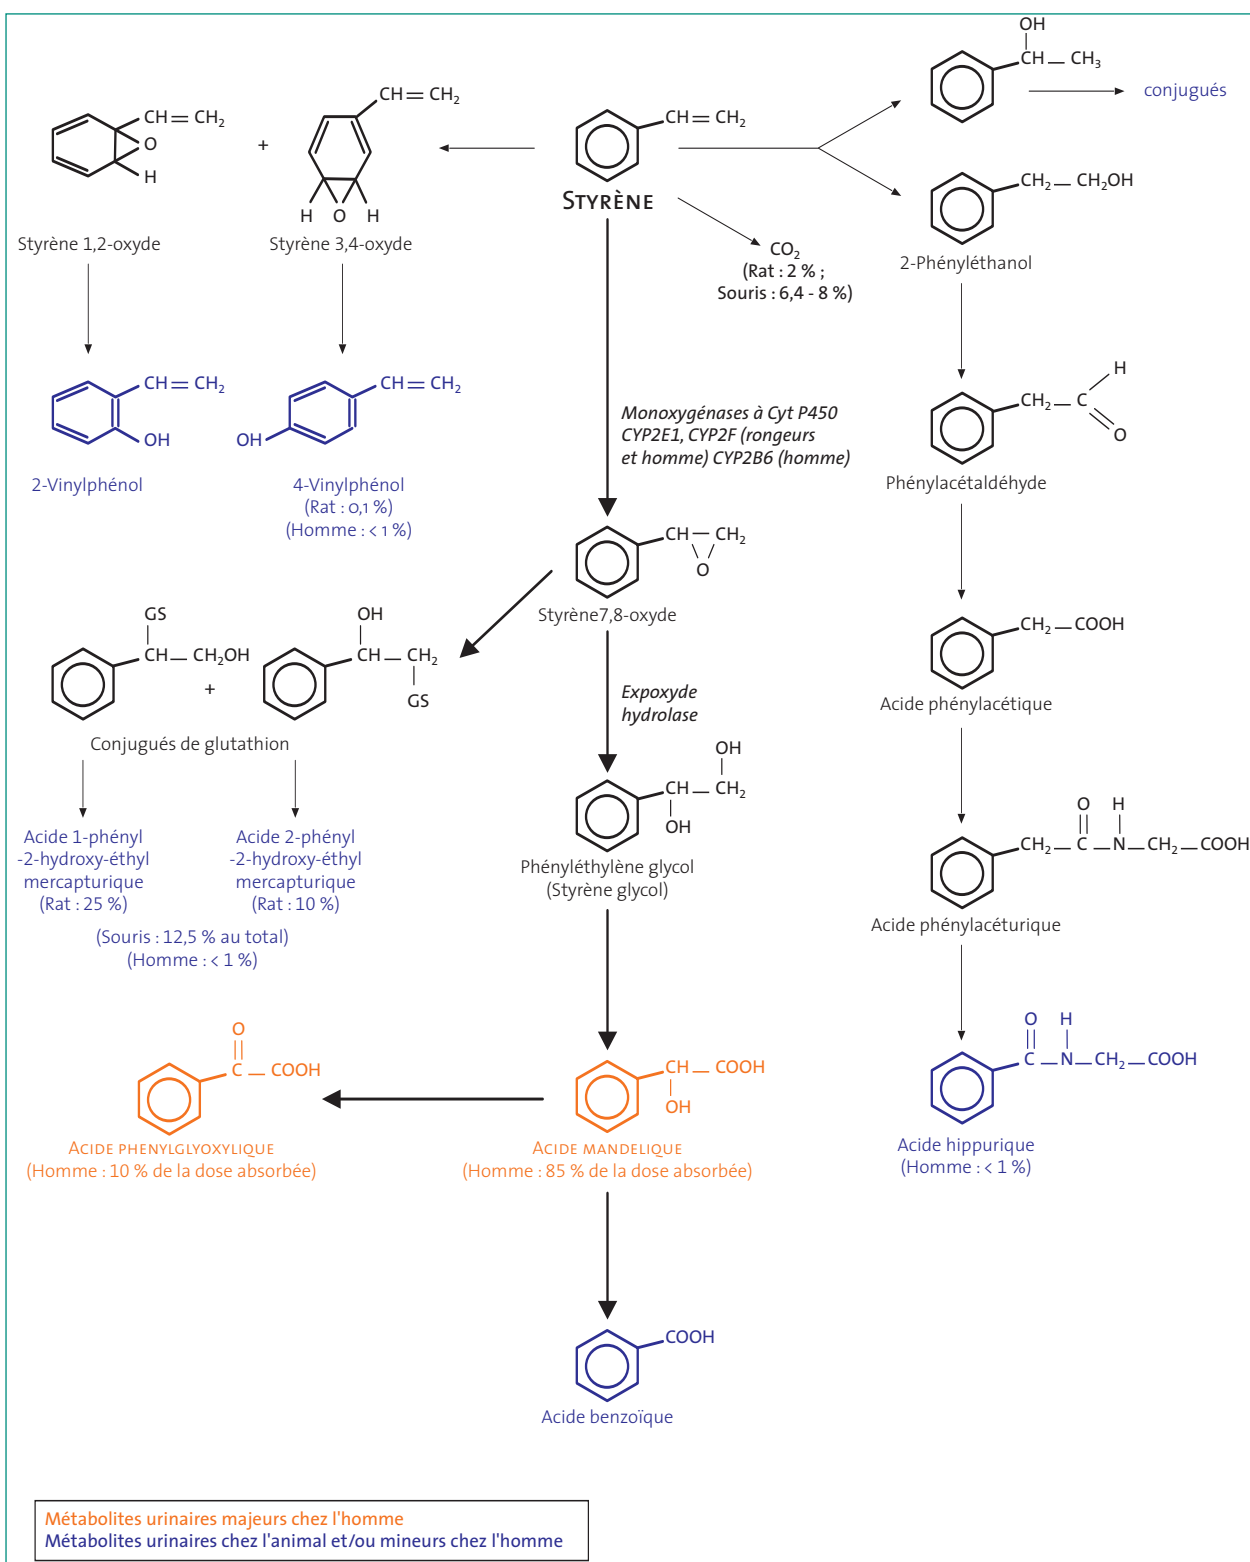 OH
CH — CH₃
conjugués
CH = CH₂
O
H
+
CH = CH₂
H O H
CH = CH₂
STYRÈNE
CH₂ — CH₂OH
Styrène 1,2-oxyde
Styrène 3,4-oxyde
CO₂
(Rat : 2 % ;
Souris : 6,4 - 8 %)
2-Phényléthanol
CH = CH₂
OH
2-Vinylphénol
CH = CH₂
OH
4-Vinylphénol
(Rat : 0,1 %)
(Homme : < 1 %)
Monoxygénases à Cyt P450
CYP2E1, CYP2F (rongeurs
et homme) CYP2B6 (homme)
H
CH₂ — C
O
Phénylacétaldéhyde
CH — CH₂
O
Styrène7,8-oxyde
GS
CH — CH₂OH
+
OH
CH — CH₂
GS
Conjugués de glutathion
CH₂ — COOH
Acide phénylacétique
Expoxyde
hydrolase
OH
CH — CH₂
OH
Phényléthylène glycol
(Styrène glycol)
Acide 1-phényl
-2-hydroxy-éthyl
mercapturique
(Rat : 25 %)
Acide 2-phényl
-2-hydroxy-éthyl
mercapturique
(Rat : 10 %)
(Souris : 12,5 % au total)
(Homme : < 1 %)
O H
CH₂ — C — N — CH₂ — COOH
Acide phénylacéturique
O
C — COOH
ACIDE PHENYLGLYOXYLIQUE
(Homme : 10 % de la dose absorbée)
CH — COOH
OH
ACIDE MANDELIQUE
(Homme : 85 % de la dose absorbée)
O H
C — N — CH₂ — COOH
Acide hippurique
(Homme : < 1 %)
COOH
Acide benzoïque
Métabolites urinaires majeurs chez l'homme
Métabolites urinaires chez l'animal et/ou mineurs chez l'homme